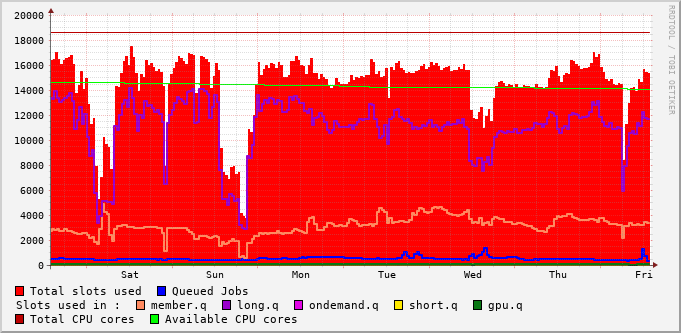 RRDTOOL / TOBI OETIKER
20000
18000
16000
14000
12000
10000
8000
6000
4000
2000
0
Sat Sun Mon Tue Wed Thu Fri
Total slots used Queued Jobs
Slots used in : member.q long.q ondemand.q short.q gpu.q
Total CPU cores Available CPU cores